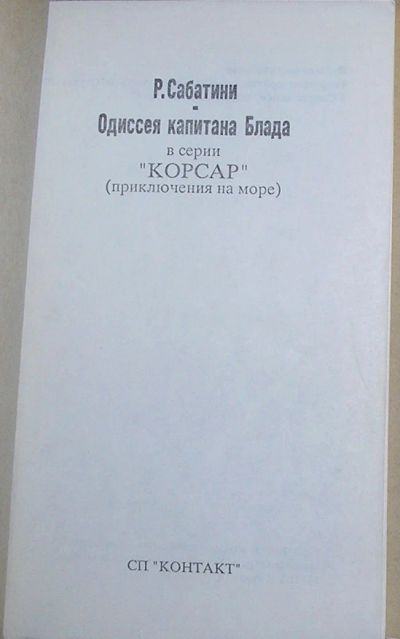 Р.Сабатини
-
Одиссея капитана Блада
в серии
"КОРСАР"
(приключения на море)
СП "КОНТАКТ"